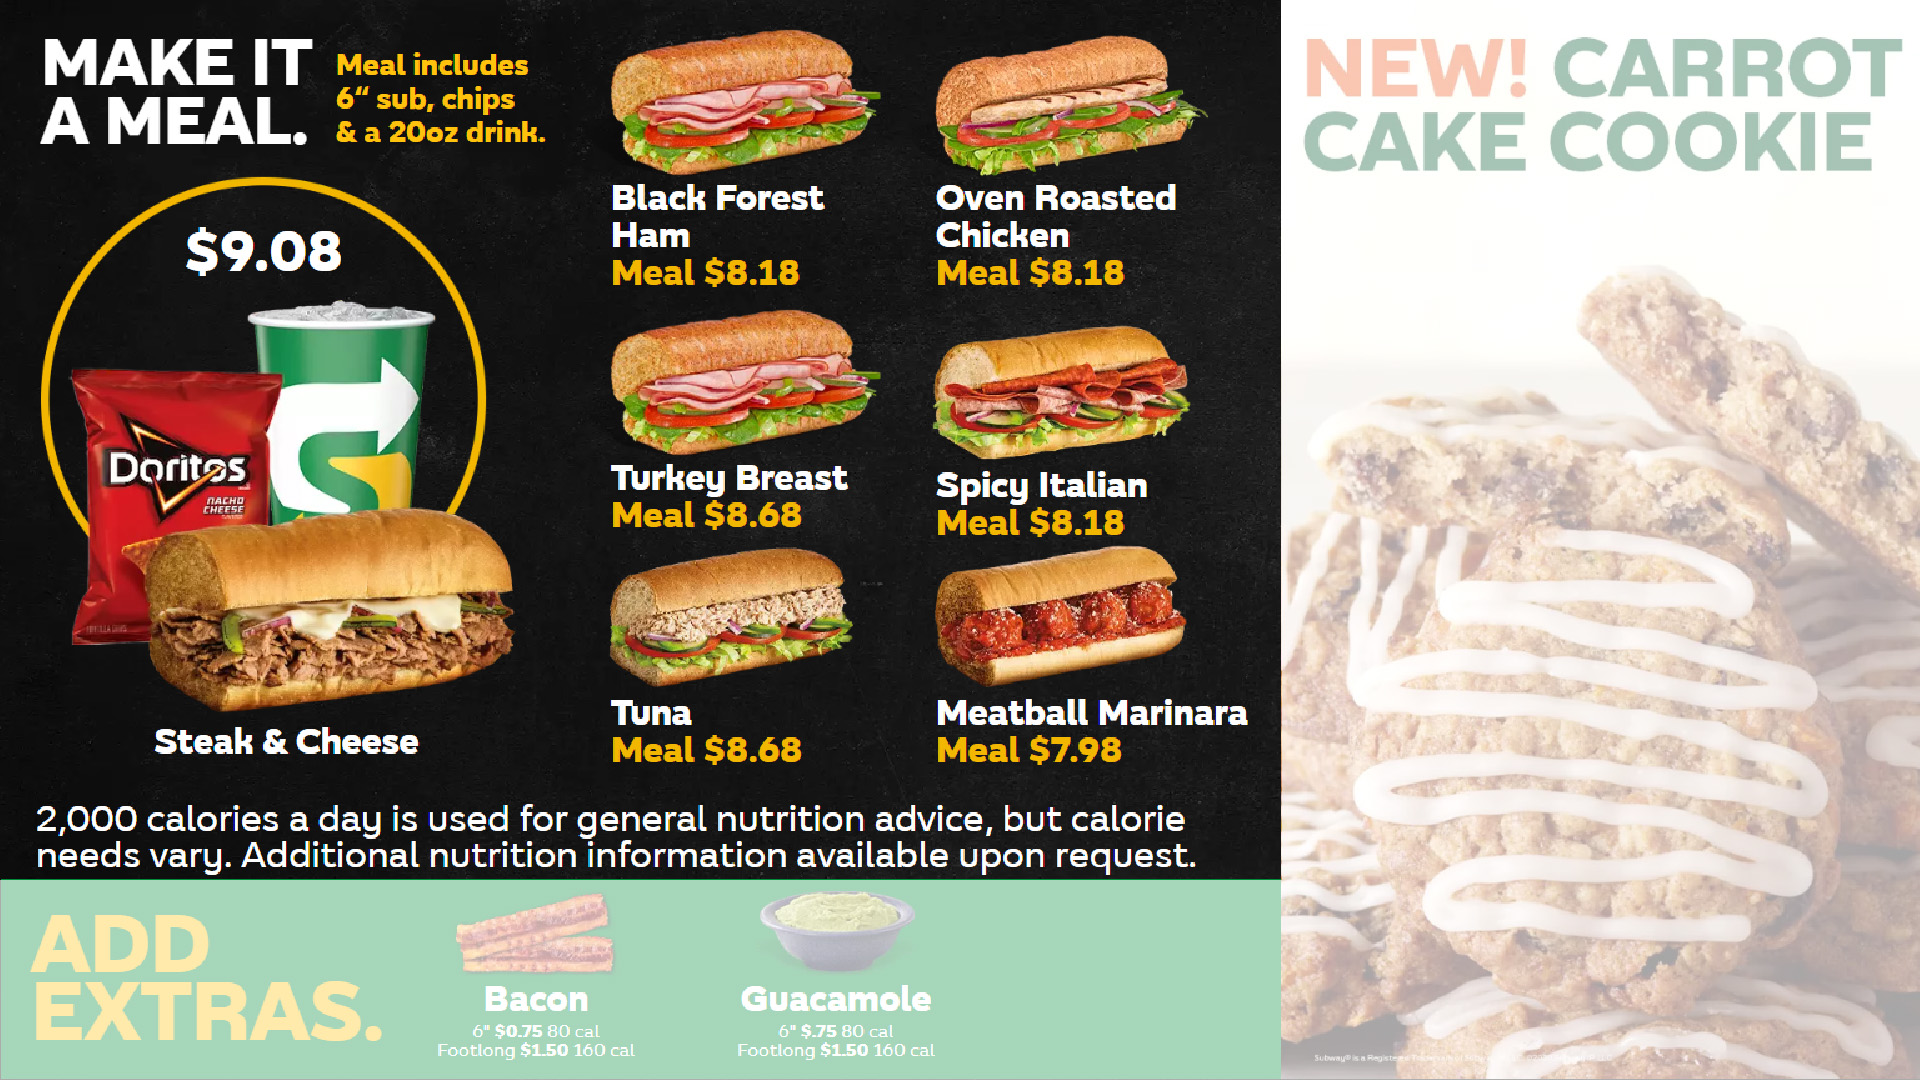 MAKE IT
A MEAL.
Meal includes
6“ sub, chips
& a 20oz drink.
$9.08
Doritos
NACHO
CHEESE
Steak & Cheese
Black Forest
Ham
Meal $8.18
Oven Roasted
Chicken
Meal $8.18
Turkey Breast
Meal $8.68
Spicy Italian
Meal $8.18
Tuna
Meal $8.68
Meatball Marinara
Meal $7.98
2,000 calories a day is used for general nutrition advice, but calorie
needs vary. Additional nutrition information available upon request.
ADD
EXTRAS.
Bacon
6" $0.75 80 cal
Footlong $1.50 160 cal
Guacamole
6" $.75 80 cal
Footlong $1.50 160 cal
NEW! CARROT
CAKE COOKIE
Subway® is a